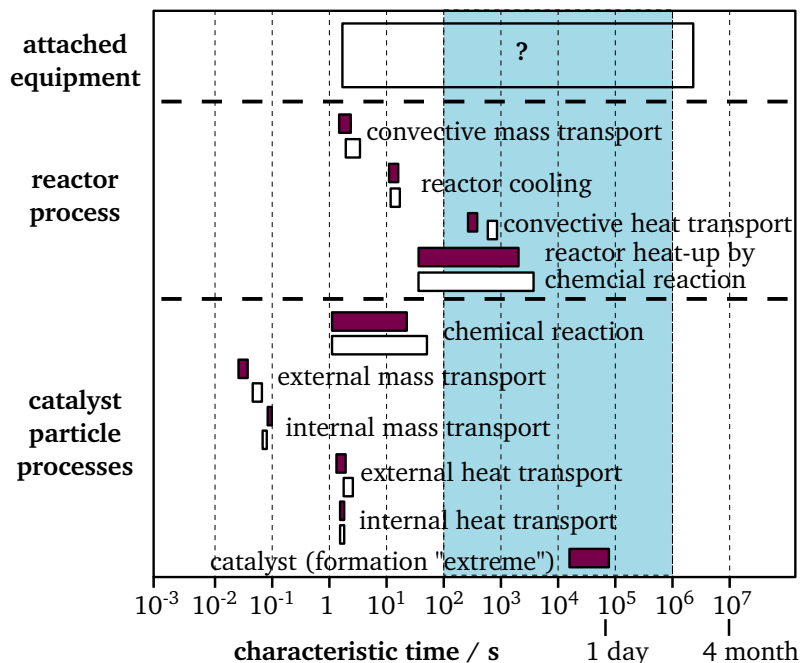 attached
equipment
?
convective mass transport
reactor cooling
reactor
process
convective heat transport
reactor heat-up by
chemcial reaction
chemical reaction
external mass transport
catalyst
particle
processes
internal mass transport
external heat transport
internal heat transport
catalyst (formation "extreme")
10⁻³ 10⁻² 10⁻¹ 1 10¹ 10² 10³ 10⁴ 10⁵ 10⁶ 10⁷
characteristic time / s 1 day 4 month